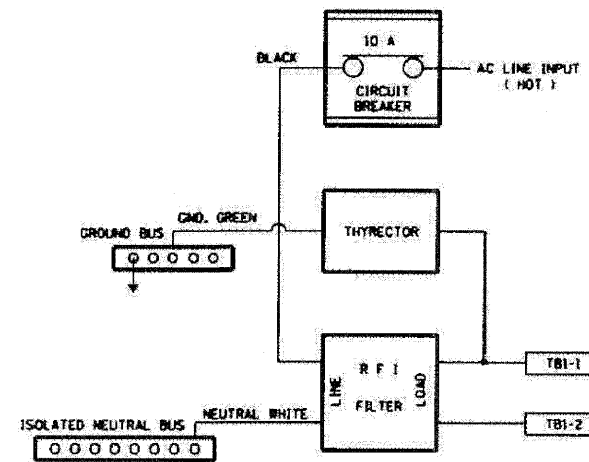 10 A
BLACK
AC LINE INPUT
( HOT )
CIRCUIT
BREAKER
GND. GREEN
GROUND BUS
THYRECTOR
LINE
R F I
FILTER
LOAD
TB1-1
NEUTRAL WHITE
TB1-2
ISOLATED NEUTRAL BUS